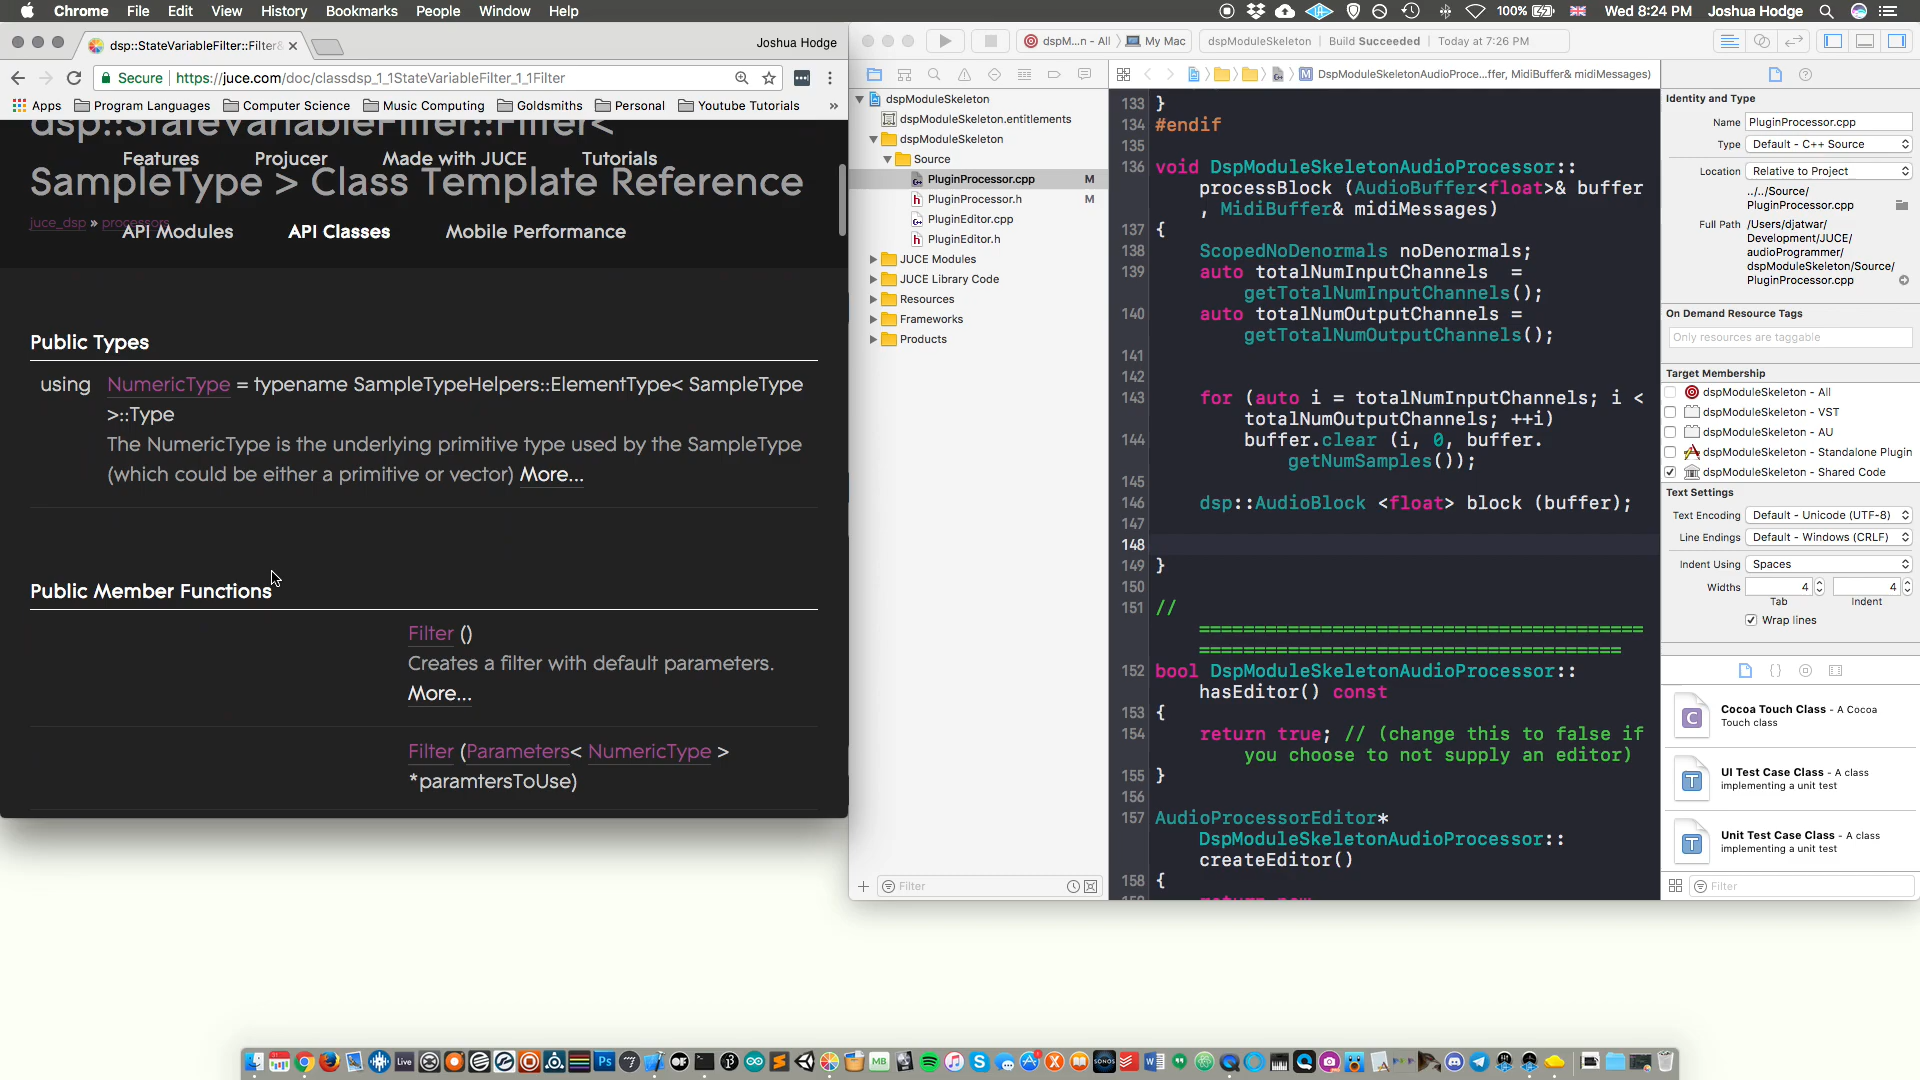 Chrome File Edit View History Bookmarks People Window Help 100% Wed 8:24 PM Joshua Hodge
dsp::StateVariableFilter::Filter& Joshua Hodge
Secure https://juce.com/doc/classdsp_1_1StateVariableFilter_1_1Filter
Apps Program Languages Computer Science Music Computing Goldsmiths Personal Youtube Tutorials »
dsp::StateVariableFilter::Filter<
Features Projucer Made with JUCE Tutorials
SampleType > Class Template Reference
juce_dsp » processors
API Modules API Classes Mobile Performance
Public Types
using NumericType = typename SampleTypeHelpers::ElementType< SampleType
>::Type
The NumericType is the underlying primitive type used by the SampleType
(which could be either a primitive or vector) More...
Public Member Functions
Filter ()
Creates a filter with default parameters.
More...
Filter (Parameters< NumericType >
*paramtersToUse)
dspM...n - All My Mac dspModuleSkeleton Build Succeeded Today at 7:26 PM
DspModuleSkeletonAudioProce...ffer, MidiBuffer& midiMessages)
dspModuleSkeleton
dspModuleSkeleton.entitlements
dspModuleSkeleton
Source
PluginProcessor.cpp M
PluginProcessor.h M
PluginEditor.cpp
PluginEditor.h
JUCE Modules
JUCE Library Code
Resources
Frameworks
Products
Filter
133 }
134 #endif
135
136 void DspModuleSkeletonAudioProcessor::
processBlock (AudioBuffer<float>& buffer
, MidiBuffer& midiMessages)
137 {
138 ScopedNoDenormals noDenormals;
139 auto totalNumInputChannels =
getTotalNumInputChannels();
140 auto totalNumOutputChannels =
getTotalNumOutputChannels();
141
142
143 for (auto i = totalNumInputChannels; i <
totalNumOutputChannels; ++i)
144 buffer.clear (i, 0, buffer.
getNumSamples());
145
146 dsp::AudioBlock <float> block (buffer);
147
148
149 }
150
151 //
========================================
======================================
152 bool DspModuleSkeletonAudioProcessor::
hasEditor() const
153 {
154 return true; // (change this to false if
you choose to not supply an editor)
155 }
156
157 AudioProcessorEditor*
DspModuleSkeletonAudioProcessor::
createEditor()
158 {
Identity and Type
Name PluginProcessor.cpp
Type Default - C++ Source
Location Relative to Project
../../Source/
PluginProcessor.cpp
Full Path /Users/djatwar/
Development/JUCE/
audioProgrammer/
dspModuleSkeleton/Source/
PluginProcessor.cpp
On Demand Resource Tags
Only resources are taggable
Target Membership
dspModuleSkeleton - All
dspModuleSkeleton - VST
dspModuleSkeleton - AU
dspModuleSkeleton - Standalone Plugin
dspModuleSkeleton - Shared Code
Text Settings
Text Encoding Default - Unicode (UTF-8)
Line Endings Default - Windows (CRLF)
Indent Using Spaces
Widths 4 4
Tab Indent
Wrap lines
{ }
Cocoa Touch Class - A Cocoa
Touch class
UI Test Case Class - A class
implementing a unit test
Unit Test Case Class - A class
implementing a unit test
Filter